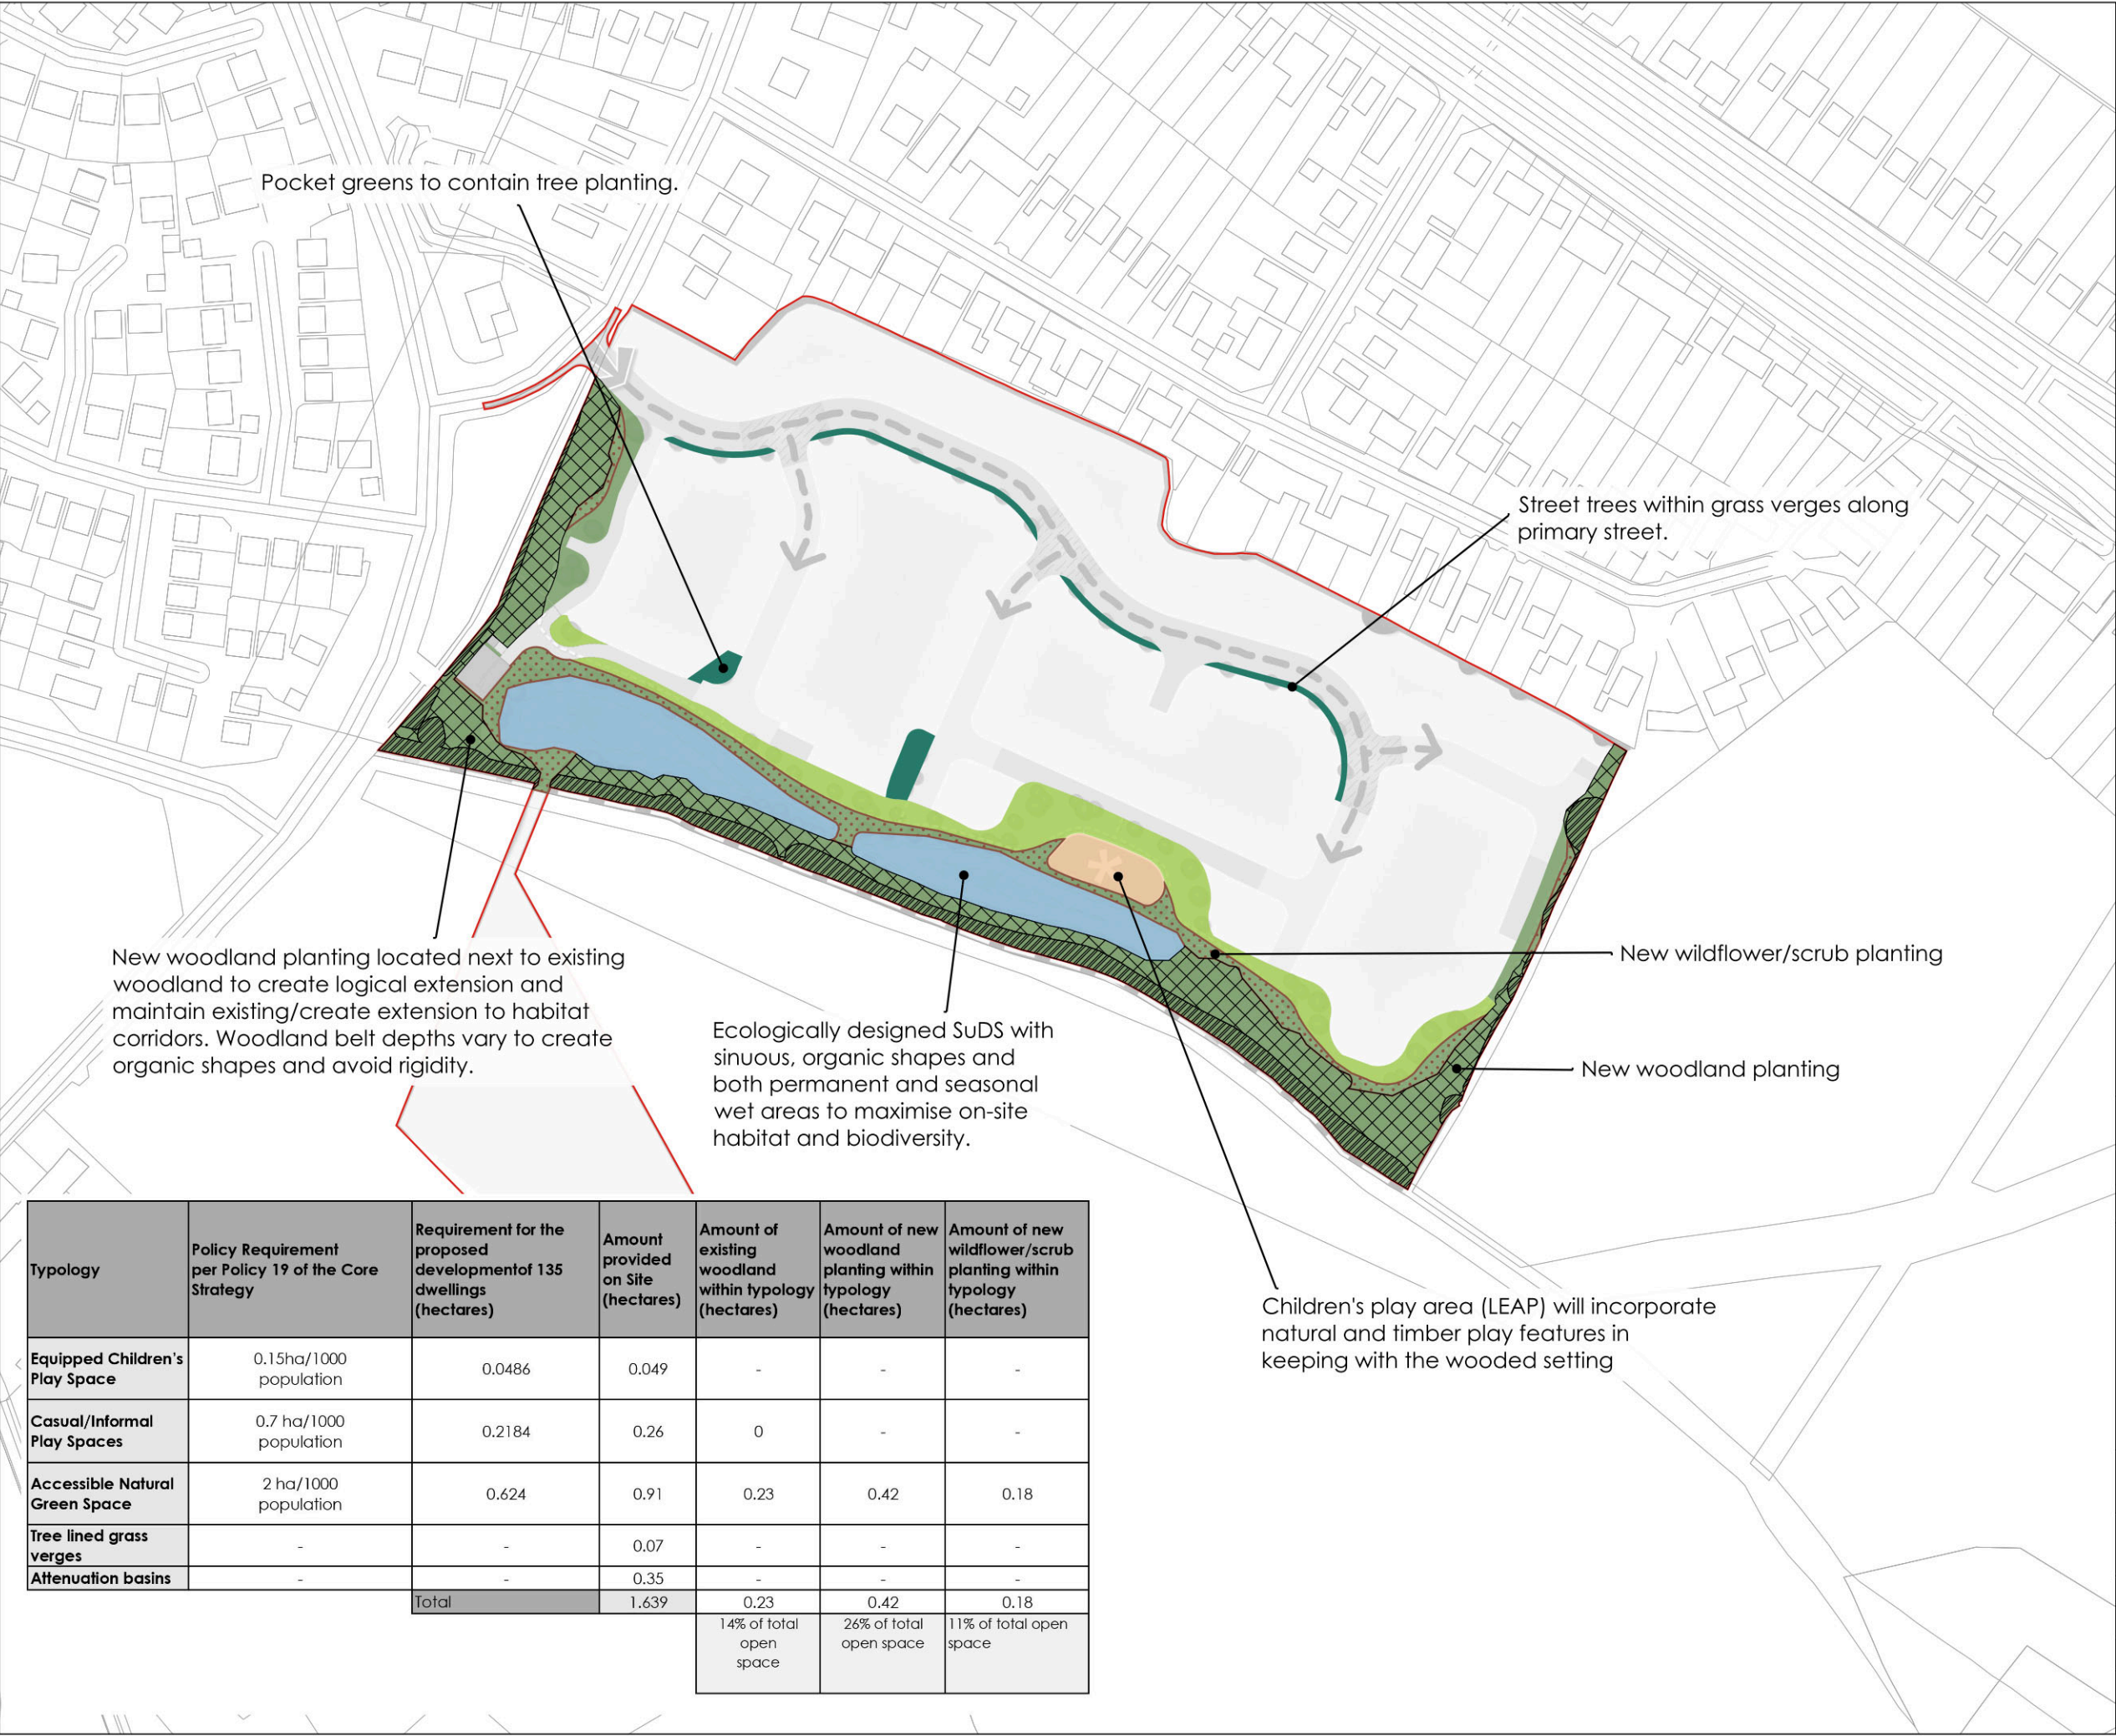 Pocket greens to contain tree planting.
Street trees within grass verges along
primary street.
New woodland planting located next to existing
woodland to create logical extension and
maintain existing/create extension to habitat
corridors. Woodland belt depths vary to create
organic shapes and avoid rigidity.
Ecologically designed SuDS with
sinuous, organic shapes and
both permanent and seasonal
wet areas to maximise on-site
habitat and biodiversity.
New wildflower/scrub planting
New woodland planting
Children's play area (LEAP) will incorporate
natural and timber play features in
keeping with the wooded setting
Typology
Policy Requirement
per Policy 19 of the Core
Strategy
Requirement for the
proposed
developmentof 135
dwellings
(hectares)
Amount
provided
on Site
(hectares)
Amount of
existing
woodland
within typology
(hectares)
Amount of new
woodland
planting within
typology
(hectares)
Amount of new
wildflower/scrub
planting within
typology
(hectares)
Equipped Children's
Play Space
0.15ha/1000
population
0.0486
0.049
-
-
-
Casual/Informal
Play Spaces
0.7 ha/1000
population
0.2184
0.26
0
-
-
Accessible Natural
Green Space
2 ha/1000
population
0.624
0.91
0.23
0.42
0.18
Tree lined grass
verges
-
-
0.07
-
-
-
Attenuation basins
-
-
0.35
-
-
-
Total
1.639
0.23
0.42
0.18
14% of total
open
space
26% of total
open space
11% of total open
space